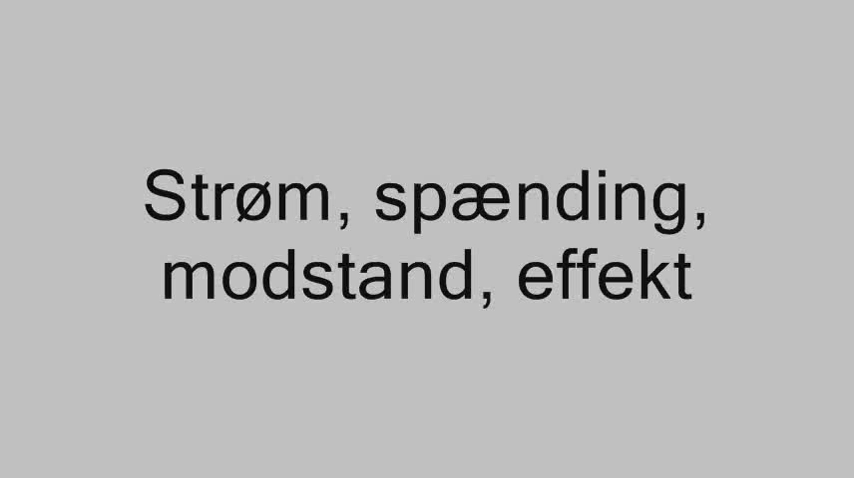 Strøm, spænding,
modstand, effekt